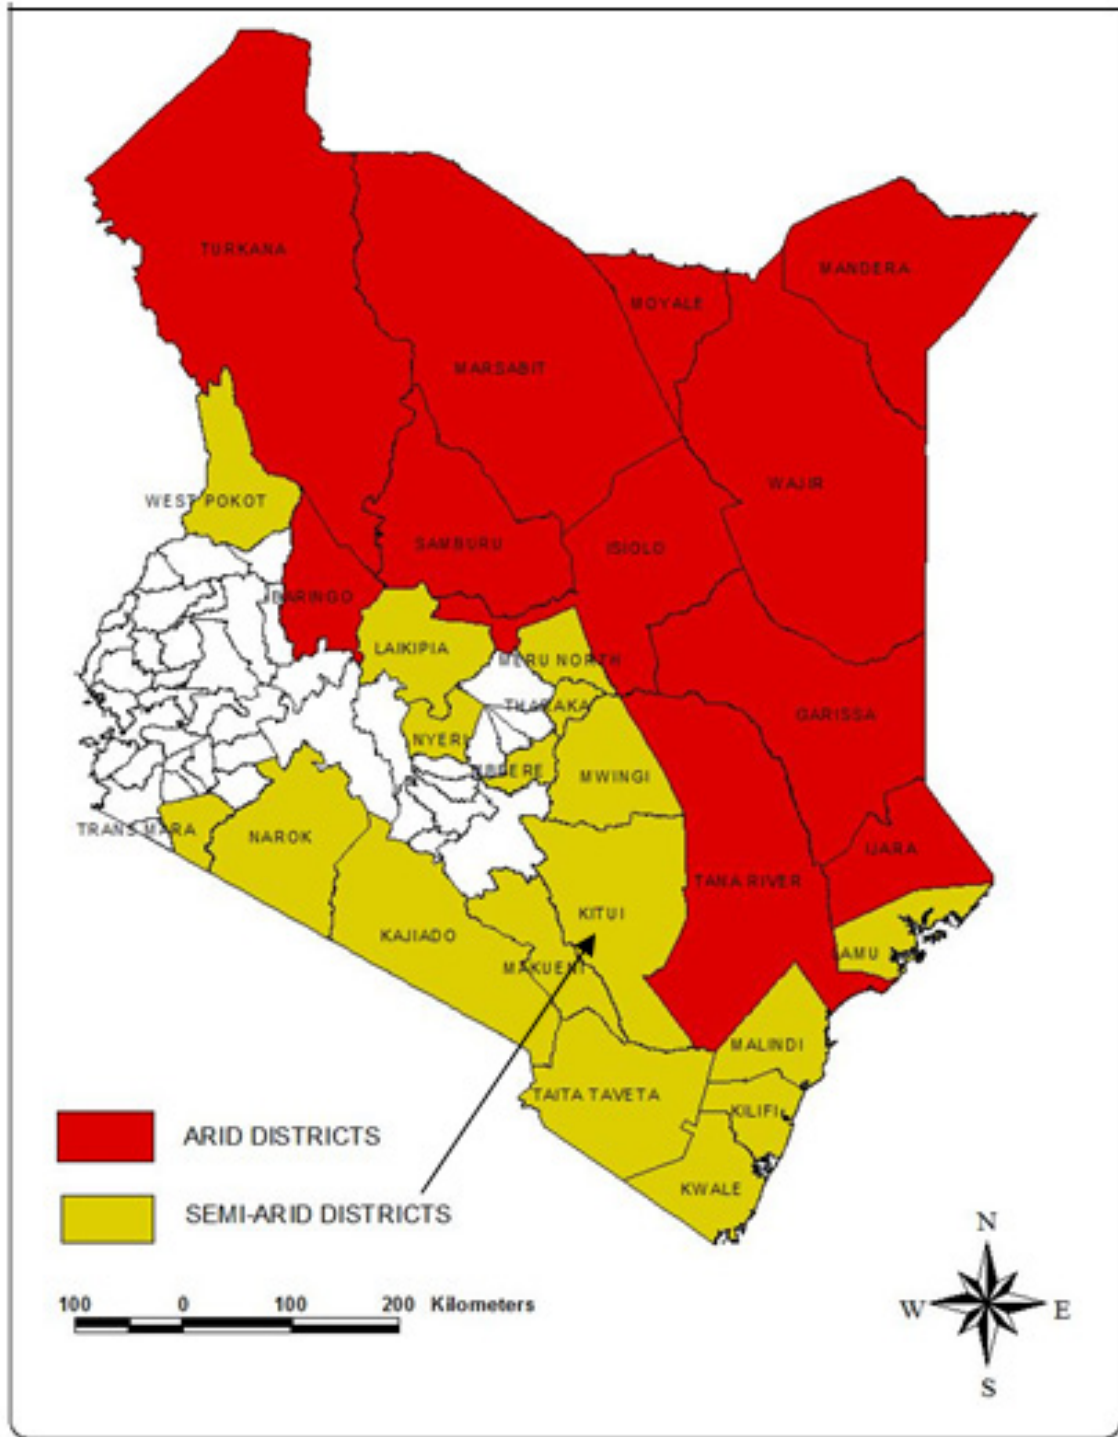 TURKANA
MANDERA
MOYALE
MARSABIT
WAJIR
WEST POKOT
SAMBURU
ISIOLO
BARINGO
LAIKIPIA
MERU NORTH
THARAKA
GARISSA
NYERI
MBEERE
MWINGI
TRANS MARA
NAROK
IJARA
TANA RIVER
KITUI
KAJIADO
LAMU
MAKUENI
MALINDI
TAITA TAVETA
KILIFI
KWALE
ARID DISTRICTS
SEMI-ARID DISTRICTS
100 0 100 200 Kilometers
N
W E
S